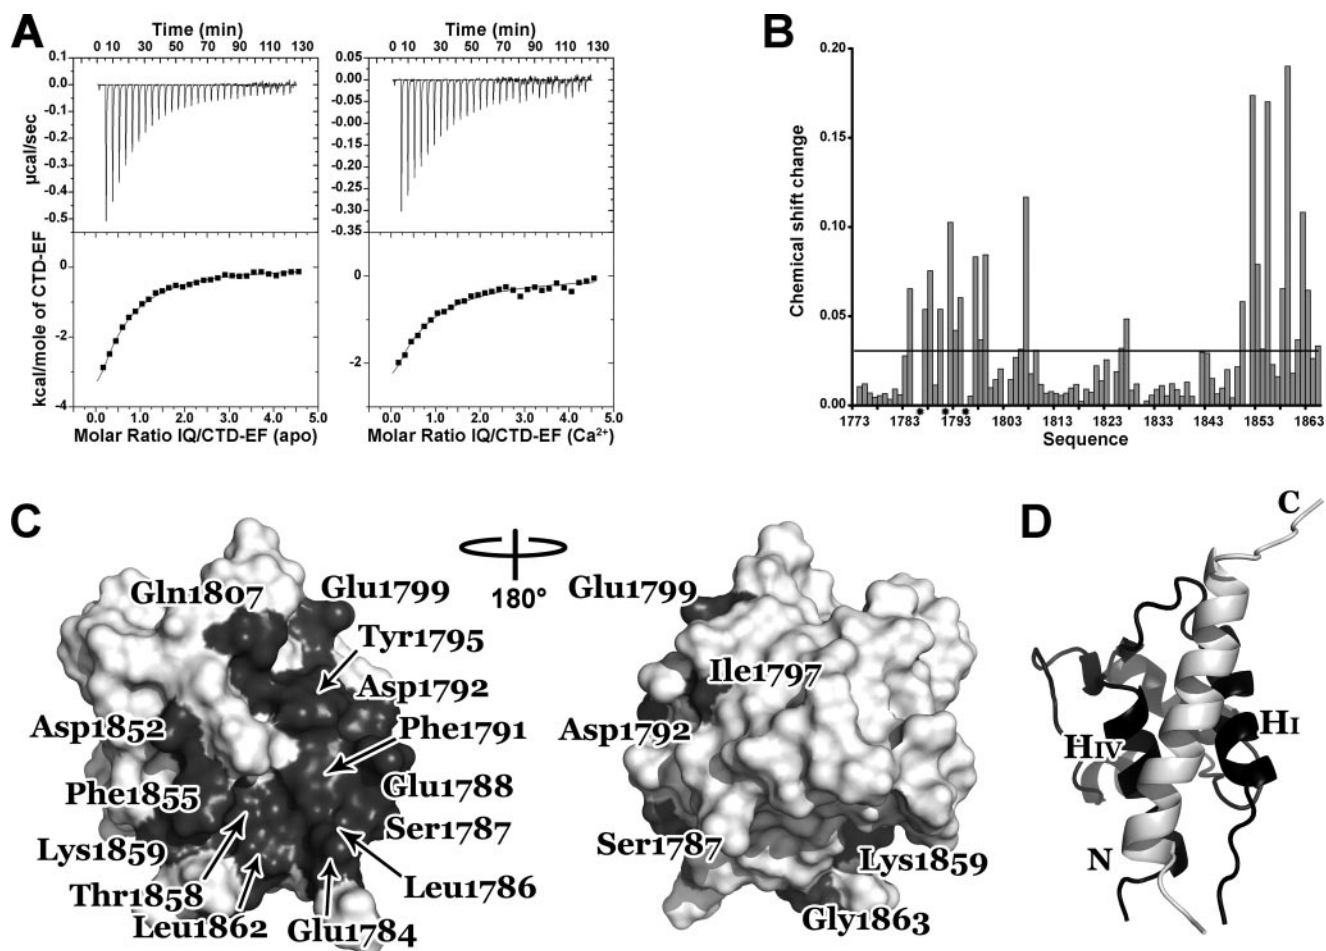 A
Time (min)
0 10 30 50 70 90 110 130
0.1
0.0
-0.1
-0.2
-0.3
-0.4
-0.5
µcal/sec
0
-2
-4
kcal/mole of CTD-EF
0.0 1.0 2.0 3.0 4.0 5.0
Molar Ratio IQ/CTD-EF (apo)
Time (min)
0 10 30 50 70 90 110 130
0.05
0.00
-0.05
-0.00
-0.15
-0.20
-0.25
-0.30
-0.35
0
-2
0.0 1.0 2.0 3.0 4.0 5.0
Molar Ratio IQ/CTD-EF (Ca²⁺)
B
0.20
0.15
0.10
0.05
0.00
Chemical shift change
* * *
1773 1783 1793 1803 1813 1823 1833 1843 1853 1863
Sequence
C
Gln1807
Glu1799
Tyr1795
Asp1792
Asp1852
Phe1791
Phe1855
Glu1788
Ser1787
Lys1859
Thr1858
Leu1786
Leu1862
Glu1784
180°
Glu1799
Ile1797
Asp1792
Ser1787
Lys1859
Gly1863
D
C
HIV
HI
N